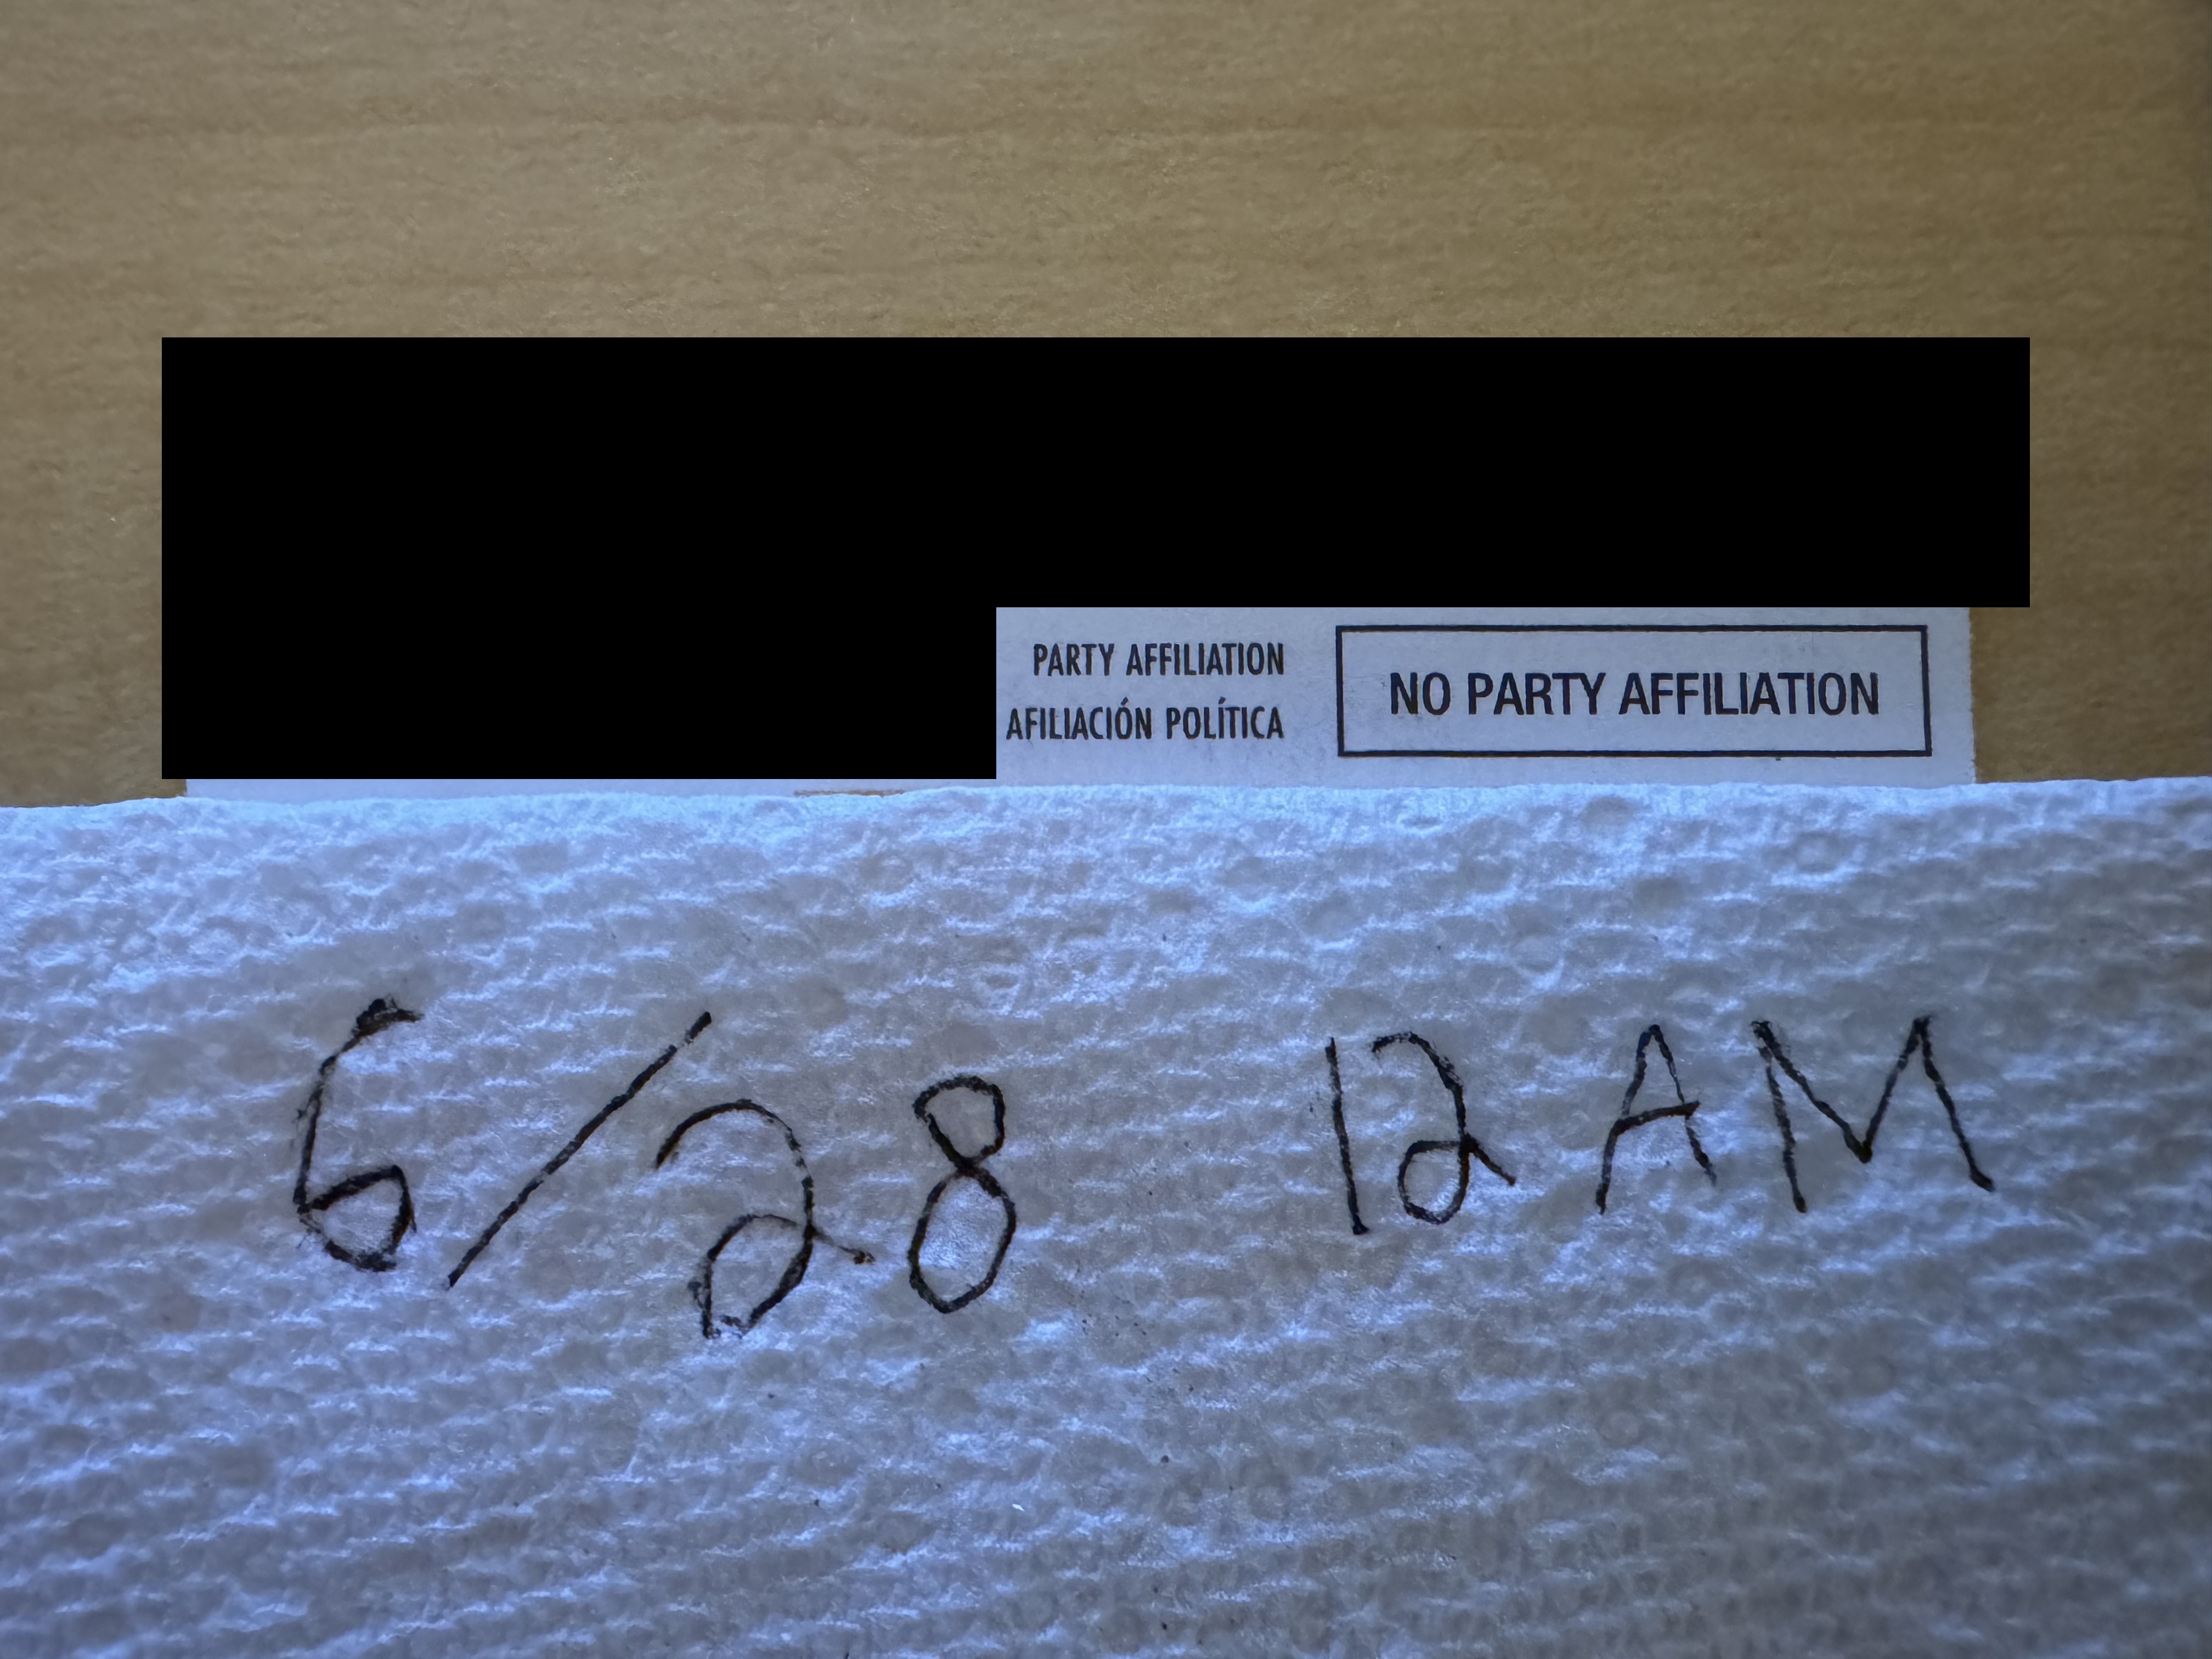 PARTY AFFILIATION
AFILIACIÓN POLÍTICA
NO PARTY AFFILIATION
6/28 12 AM